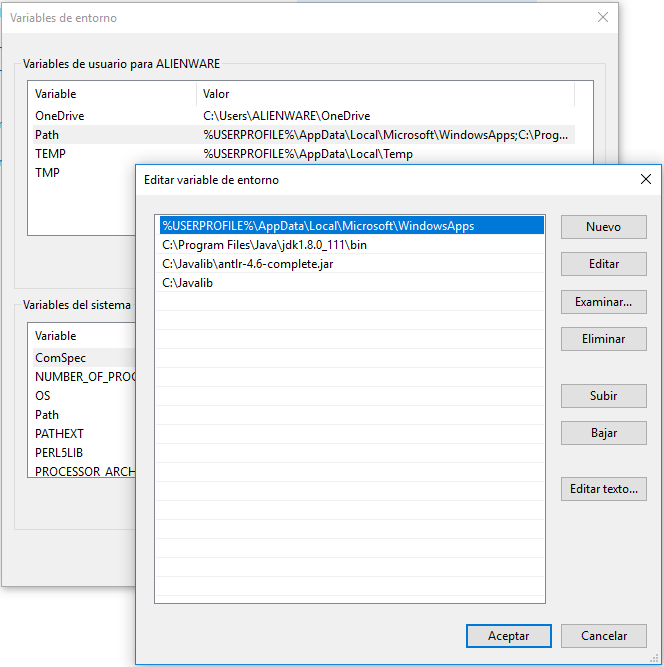 Variables de entorno
Variables de usuario para ALIENWARE
Variable Valor
OneDrive C:\Users\ALIENWARE\OneDrive
Path %USERPROFILE%\AppData\Local\Microsoft\WindowsApps;C:\Prog...
TEMP %USERPROFILE%\AppData\Local\Temp
TMP
Editar variable de entorno
%USERPROFILE%\AppData\Local\Microsoft\WindowsApps
C:\Program Files\Java\jdk1.8.0_111\bin
C:\Javalib\antlr-4.6-complete.jar
C:\Javalib
Nuevo
Editar
Examinar...
Eliminar
Subir
Bajar
Editar texto...
Aceptar
Cancelar
Variables del sistema
Variable
ComSpec
NUMBER_OF_PROC
OS
Path
PATHEXT
PERL5LIB
PROCESSOR_ARCH